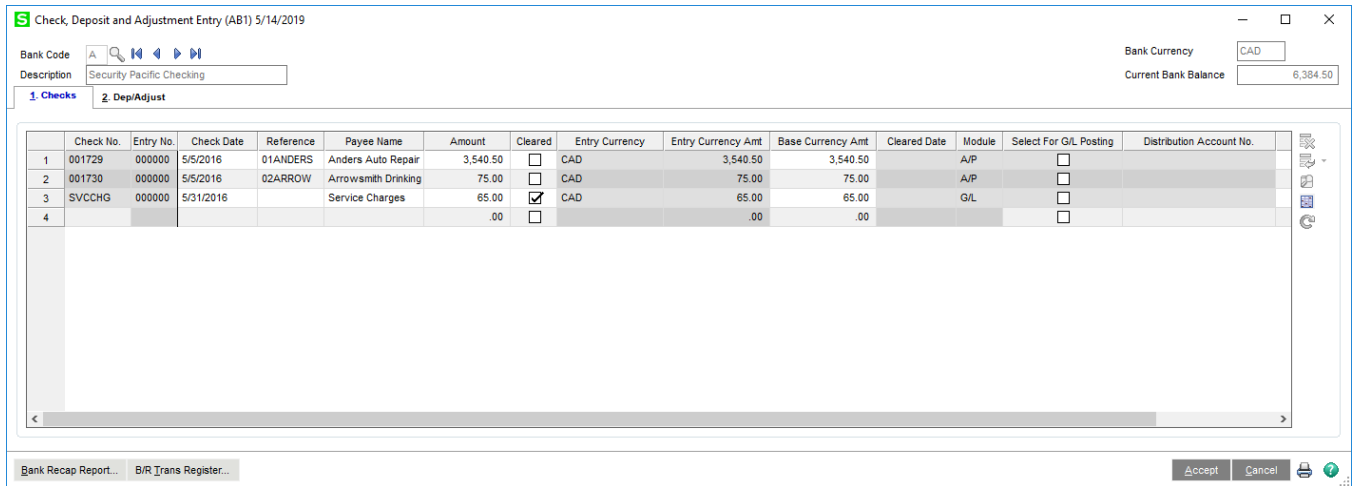 S Check, Deposit and Adjustment Entry (AB1) 5/14/2019
Bank Code A Bank Currency CAD
Description Security Pacific Checking Current Bank Balance 6,384.50
1. Checks 2. Dep/Adjust
Check No. Entry No. Check Date Reference Payee Name Amount Cleared Entry Currency Entry Currency Amt Base Currency Amt Cleared Date Module Select For G/L Posting Distribution Account No.
1 001729 000000 5/5/2016 01ANDERS Anders Auto Repair 3,540.50 CAD 3,540.50 3,540.50 A/P
2 001730 000000 5/5/2016 02ARROW Arrowsmith Drinking 75.00 CAD 75.00 75.00 A/P
3 SVCCHG 000000 5/31/2016 Service Charges 65.00 CAD 65.00 65.00 G/L
4 .00 .00 .00
Bank Recap Report... B/R Trans Register... Accept Cancel ?